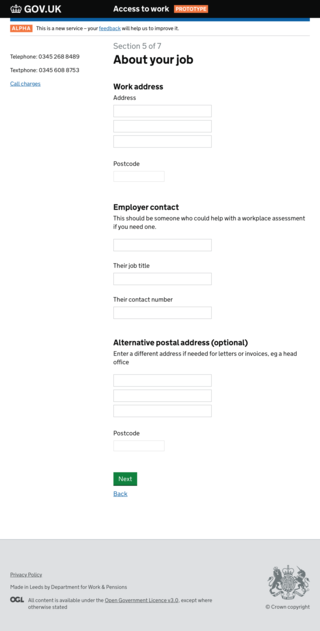 GOV.UK
Access to work PROTOTYPE
ALPHA This is a new service – your feedback will help us to improve it.
Telephone: 0345 268 8489
Textphone: 0345 608 8753
Call charges
Section 5 of 7
About your job
Work address
Address
Postcode
Employer contact
This should be someone who could help with a workplace assessment
if you need one.
Their job title
Their contact number
Alternative postal address (optional)
Enter a different address if needed for letters or invoices, eg a head
office
Postcode
Next
Back
Privacy Policy
Made in Leeds by Department for Work & Pensions
OGL All content is available under the Open Government Licence v3.0, except where
otherwise stated
© Crown copyright